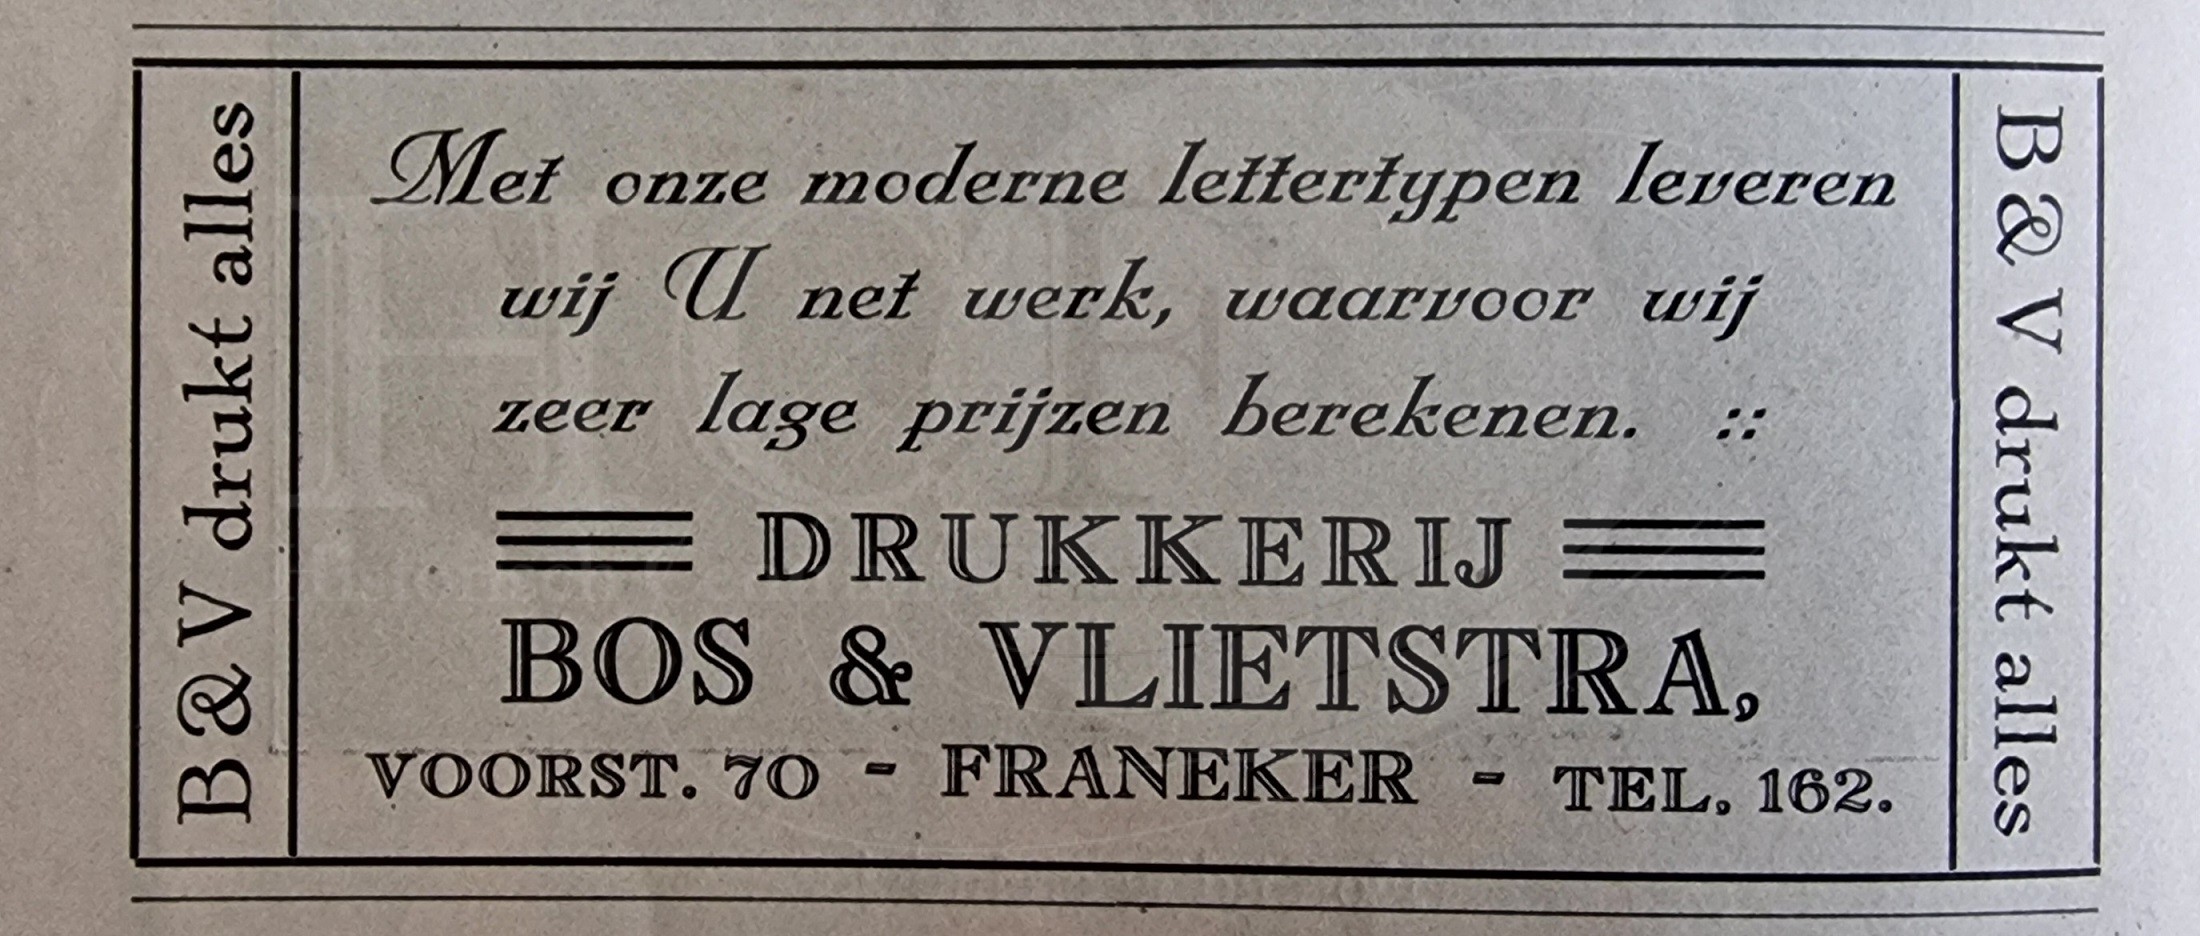 B & V drukt alles
Met onze moderne lettertypen leveren
wij U net werk, waarvoor wij
zeer lage prijzen berekenen. ::
DRUKKERIJ
BOS & VLIETSTRA,
VOORST. 70 - FRANEKER - TEL. 162.
B & V drukt alles